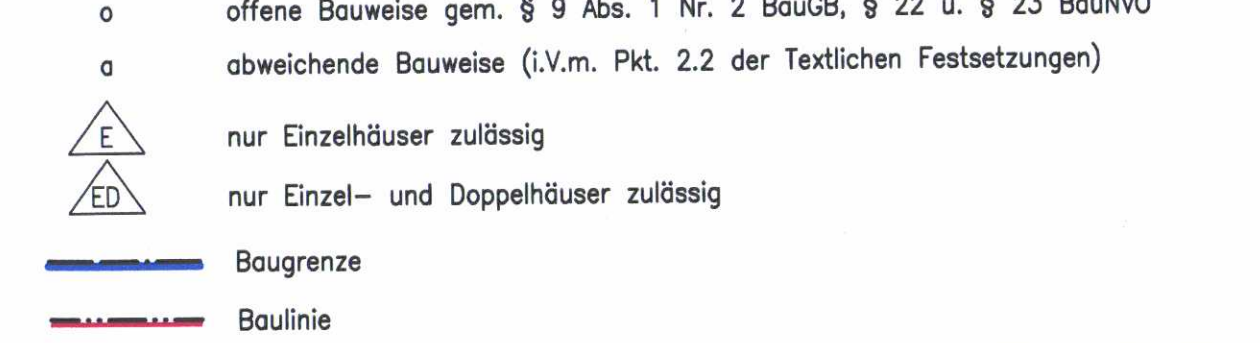 o offene Bauweise gem. § 9 Abs. 1 Nr. 2 BauGB, § 22 u. § 23 BauNVO
a abweichende Bauweise (i.V.m. Pkt. 2.2 der Textlichen Festsetzungen)
E nur Einzelhäuser zulässig
ED nur Einzel- und Doppelhäuser zulässig
Baugrenze
Baulinie